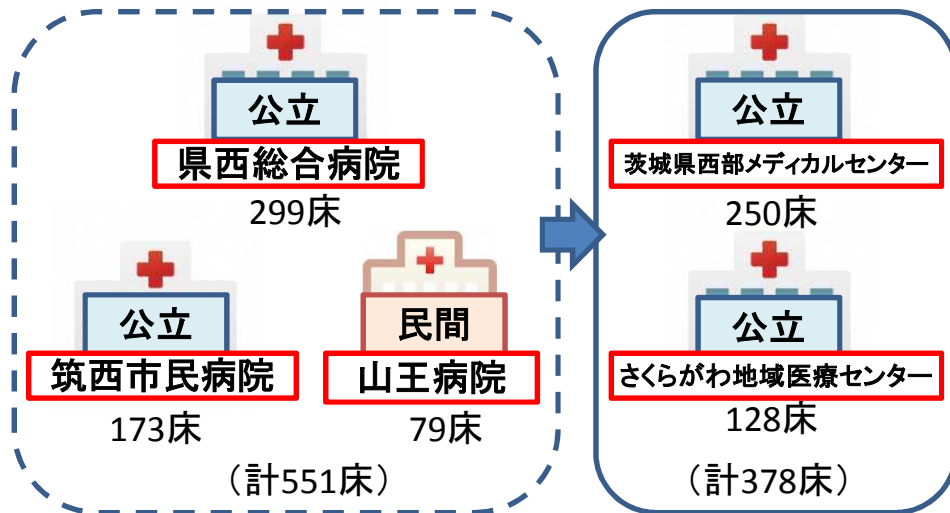 公立
県西総合病院
299床
公立
筑西市民病院
173床
民間
山王病院
79床
（計551床）
公立
茨城県西部メディカルセンター
250床
公立
さくらがわ地域医療センター
128床
（計378床）